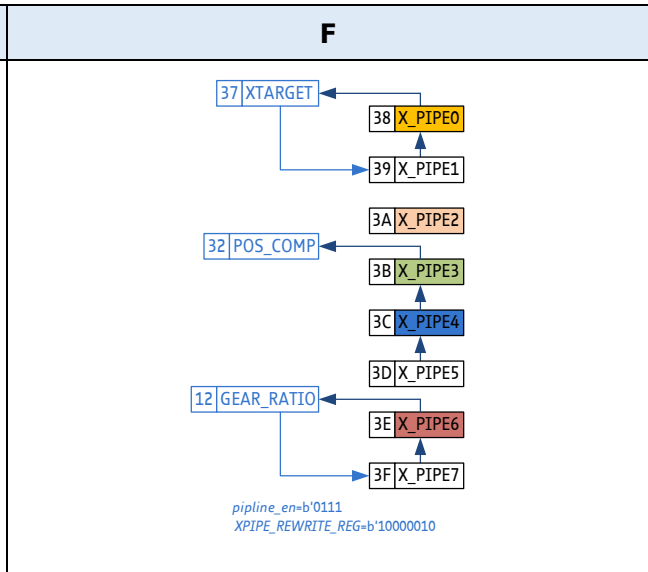 F
37 XTARGET
38 X_PIPE0
39 X_PIPE1
3A X_PIPE2
32 POS_COMP
3B X_PIPE3
3C X_PIPE4
3D X_PIPE5
12 GEAR_RATIO
3E X_PIPE6
3F X_PIPE7
pipline_en=b'0111
XPIPE_REWRITE_REG=b'10000010